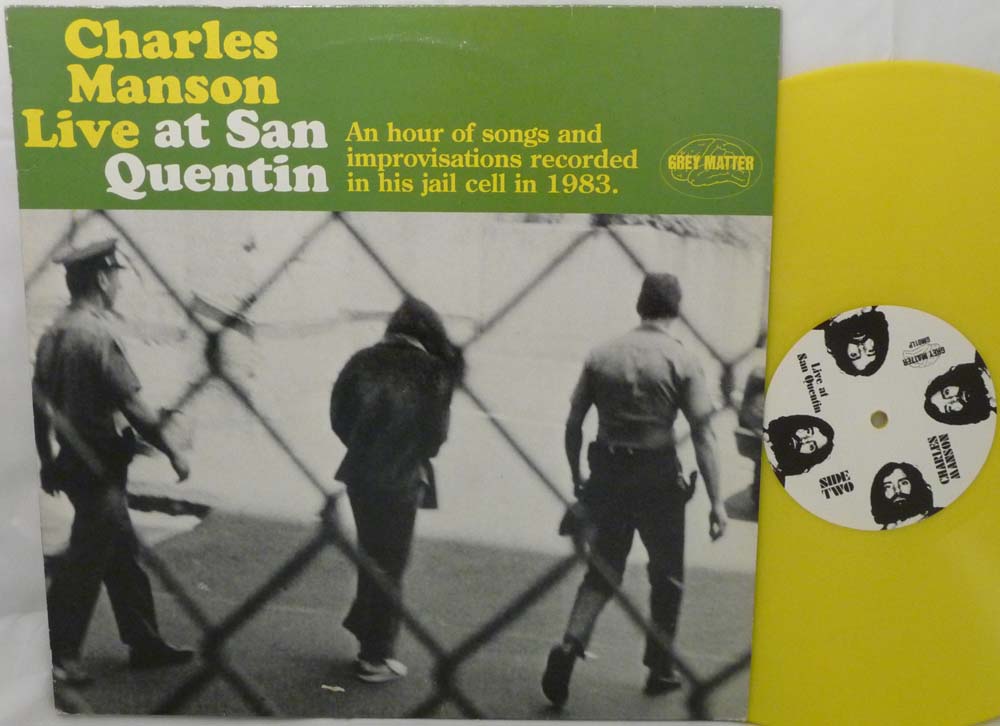 Charles
Manson
Live at San
Quentin
An hour of songs and
improvisations recorded
in his jail cell in 1983.
GREY MATTER
Live at
San Quentin
GREY MATTER
GM01LP
CHARLES
MANSON
SIDE
TWO